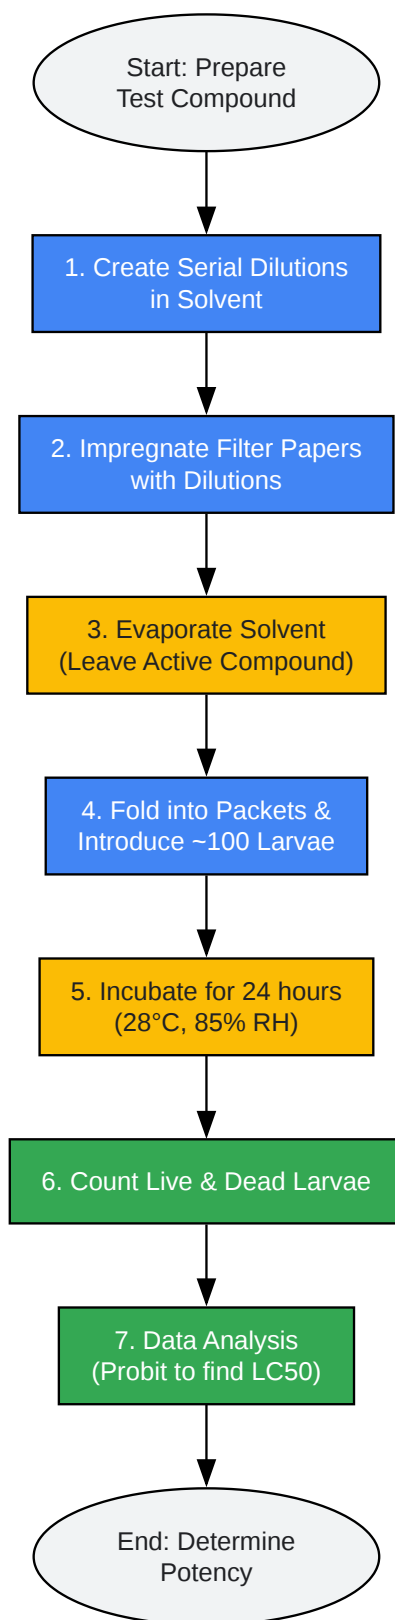 Start: Prepare
Test Compound
1. Create Serial Dilutions
in Solvent
2. Impregnate Filter Papers
with Dilutions
3. Evaporate Solvent
(Leave Active Compound)
4. Fold into Packets &
Introduce ~100 Larvae
5. Incubate for 24 hours
(28°C, 85% RH)
6. Count Live & Dead Larvae
7. Data Analysis
(Probit to find LC50)
End: Determine
Potency